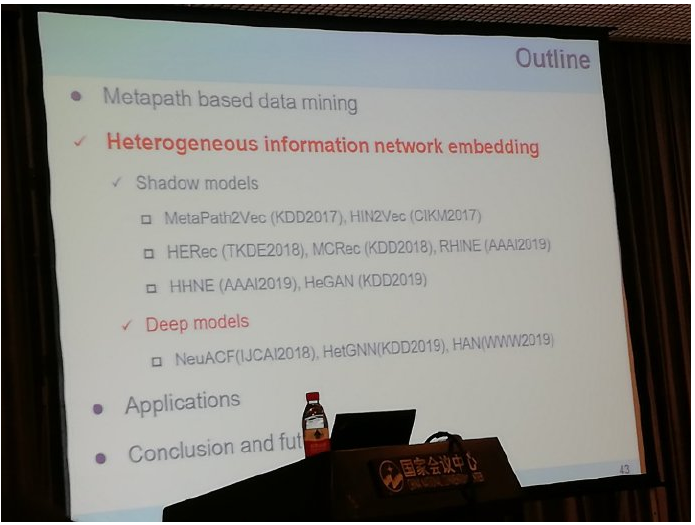 Outline
Metapath based data mining
Heterogeneous information network embedding
Shadow models
MetaPath2Vec (KDD2017), HIN2Vec (CIKM2017)
HERec (TKDE2018), MCRec (KDD2018), RHINE (AAAI2019)
HHNE (AAAI2019), HeGAN (KDD2019)
Deep models
NeuACF(IJCAI2018), HetGNN(KDD2019), HAN(WWW2019)
Applications
Conclusion and fut
国家会议中心
43